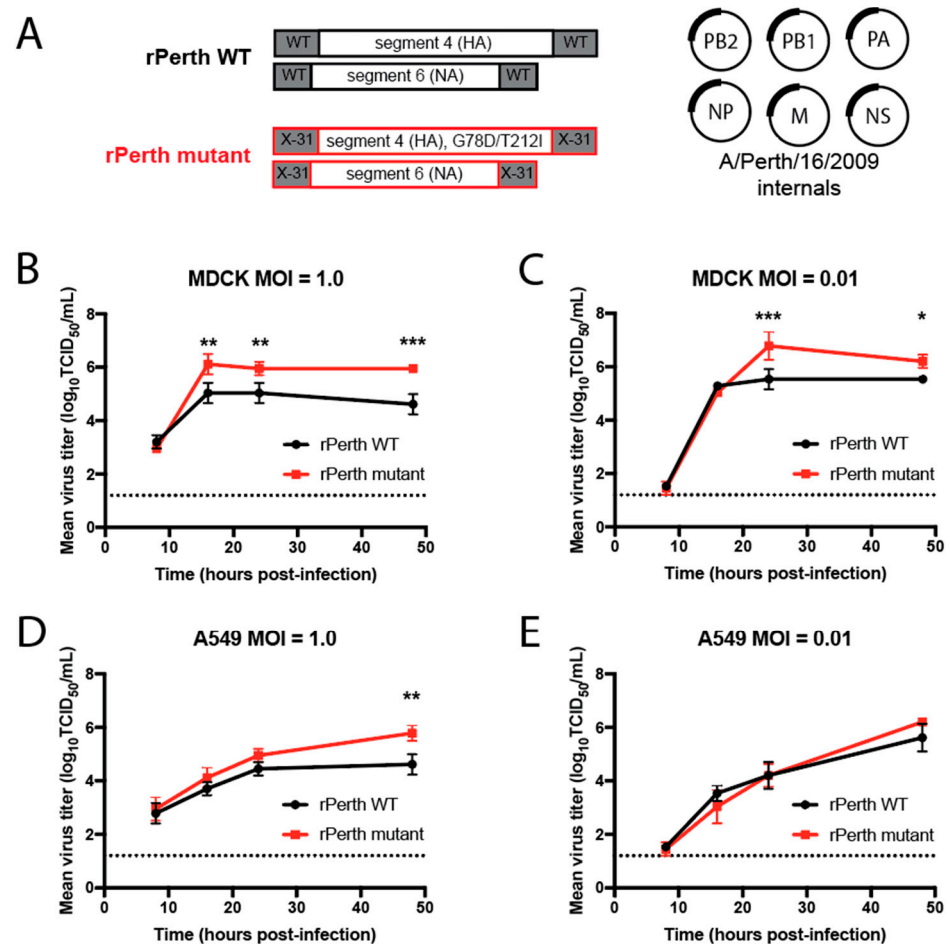 A
rPerth WT
WT segment 4 (HA) WT
WT segment 6 (NA) WT
rPerth mutant
X-31 segment 4 (HA), G78D/T212I X-31
X-31 segment 6 (NA) X-31
PB2 PB1 PA
NP M NS
A/Perth/16/2009
internals
B
MDCK MOI = 1.0
Mean virus titer (log10TCID50/mL)
8
6
4
2
0
** ** ***
rPerth WT
rPerth mutant
0 10 20 30 40 50
Time (hours post-infection)
C
MDCK MOI = 0.01
Mean virus titer (log10TCID50/mL)
8
6
4
2
0
*** *
rPerth WT
rPerth mutant
0 10 20 30 40 50
Time (hours post-infection)
D
A549 MOI = 1.0
Mean virus titer (log10TCID50/mL)
8
6
4
2
0
**
rPerth WT
rPerth mutant
0 10 20 30 40 50
Time (hours post-infection)
E
A549 MOI = 0.01
Mean virus titer (log10TCID50/mL)
8
6
4
2
0
rPerth WT
rPerth mutant
0 10 20 30 40 50
Time (hours post-infection)